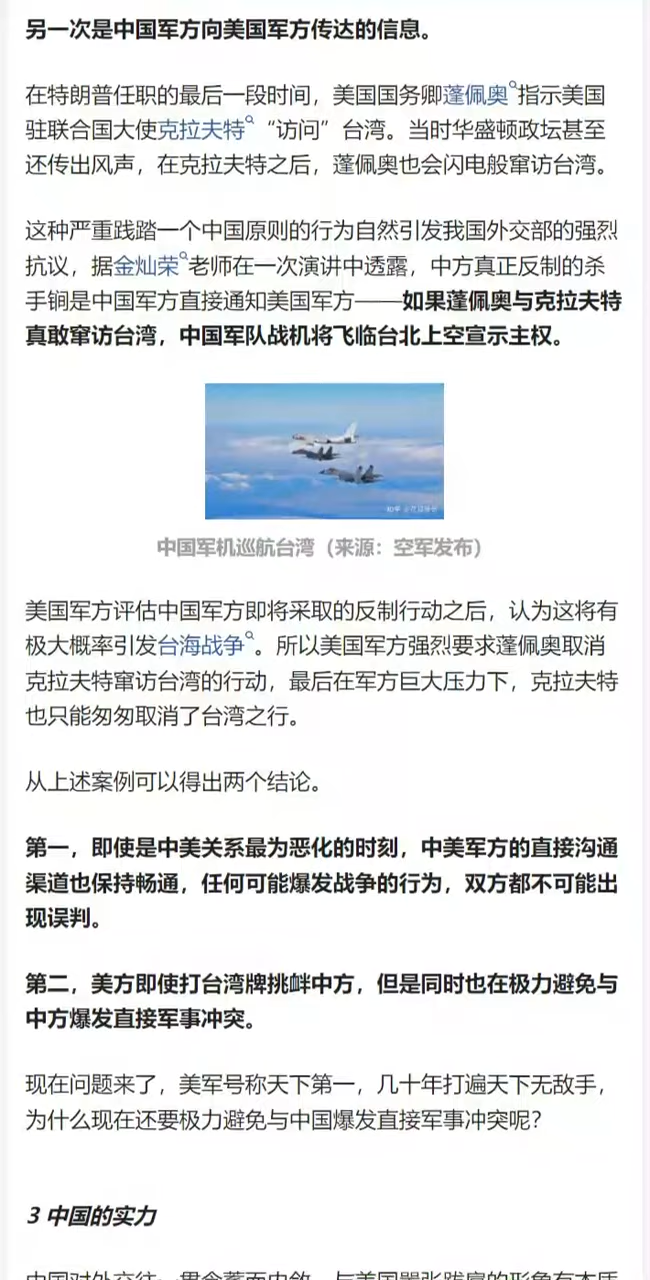 另一次是中国军方向美国军方传达的信息。
在特朗普任职的最后一段时间，美国国务卿蓬佩奥指示美国
驻联合国大使克拉夫特“访问”台湾。当时华盛顿政坛甚至
还传出风声，在克拉夫特之后，蓬佩奥也会闪电般窜访台湾。
这种严重践踏一个中国原则的行为自然引发我国外交部的强烈
抗议，据金灿荣老师在一次演讲中透露，中方真正反制的杀
手锏是中国军方直接通知美国军方——如果蓬佩奥与克拉夫特
真敢窜访台湾，中国军队战机将飞临台北上空宣示主权。
知乎
中国军机巡航台湾（来源：空军发布）
美国军方评估中国军方即将采取的反制行动之后，认为这将有
极大概率引发台海战争。所以美国军方强烈要求蓬佩奥取消
克拉夫特窜访台湾的行动，最后在军方巨大压力下，克拉夫特
也只能匆匆取消了台湾之行。
从上述案例可以得出两个结论。
第一，即使是中美关系最为恶化的时刻，中美军方的直接沟通
渠道也保持畅通，任何可能爆发战争的行为，双方都不可能出
现误判。
第二，美方即使打台湾牌挑衅中方，但是同时也在极力避免与
中方爆发直接军事冲突。
现在问题来了，美军号称天下第一，几十年打遍天下无敌手，
为什么现在还要极力避免与中国爆发直接军事冲突呢？
3 中国的实力